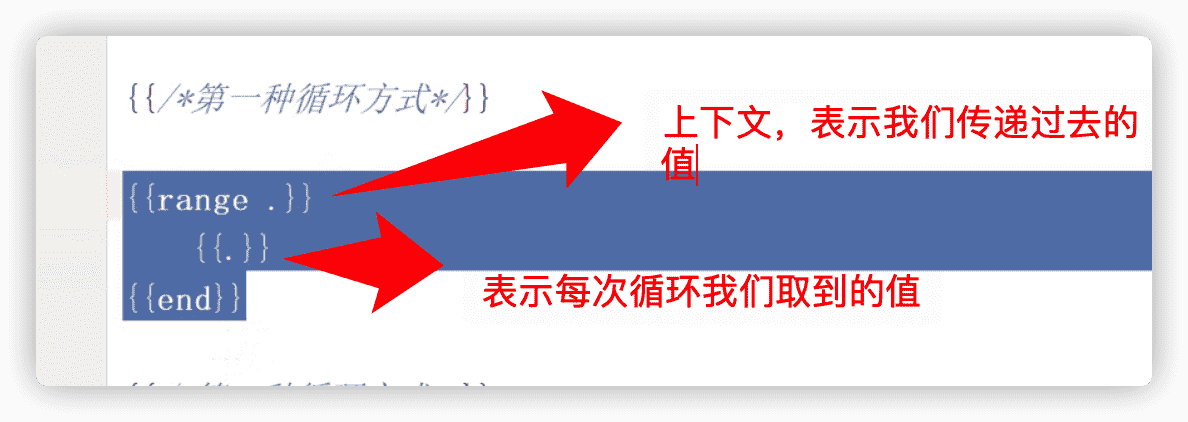 {{/*第一种循环方式*/}}
上下文，表示我们传递过去的
值
{{range .}}
{{.}}
表示每次循环我们取到的值
{{end}}